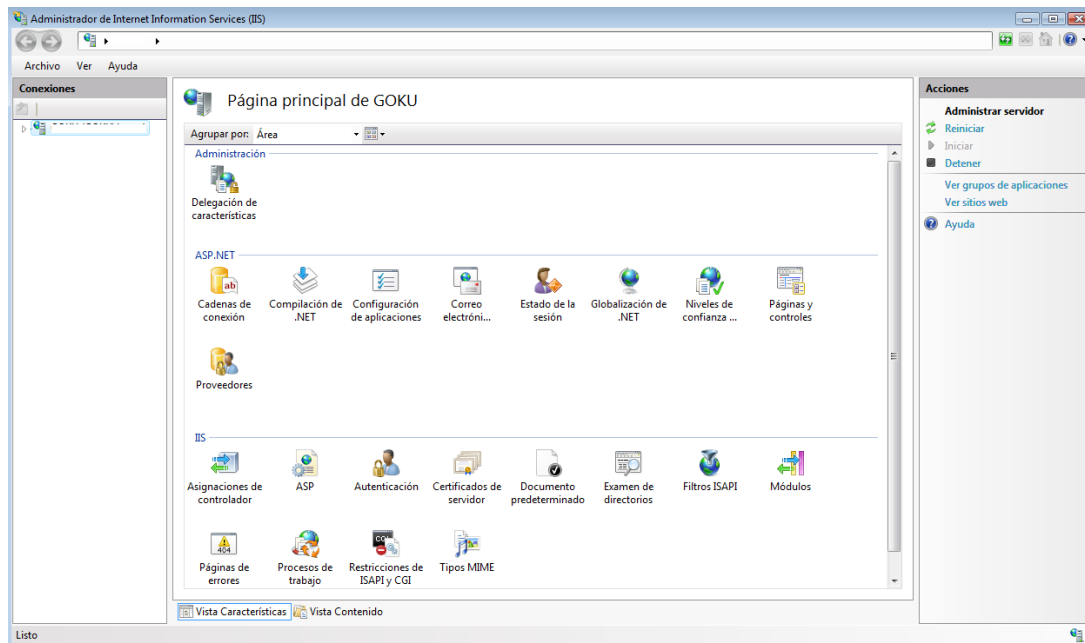 Administrador de Internet Information Services (IIS)
Archivo Ver Ayuda
Conexiones
Página principal de GOKU
Agrupar por: Área
Administración
Delegación de características
ASP.NET
Cadenas de conexión
Compilación de .NET
Configuración de aplicaciones
Correo electróni...
Estado de la sesión
Globalización de .NET
Niveles de confianza ...
Páginas y controles
Proveedores
IIS
Asignaciones de controlador
ASP
Autenticación
Certificados de servidor
Documento predeterminado
Examen de directorios
Filtros ISAPI
Módulos
Páginas de errores
Procesos de trabajo
Restricciones de ISAPI y CGI
Tipos MIME
Vista Características Vista Contenido
Acciones
Administrar servidor
Reiniciar
Iniciar
Detener
Ver grupos de aplicaciones
Ver sitios web
Ayuda
Listo